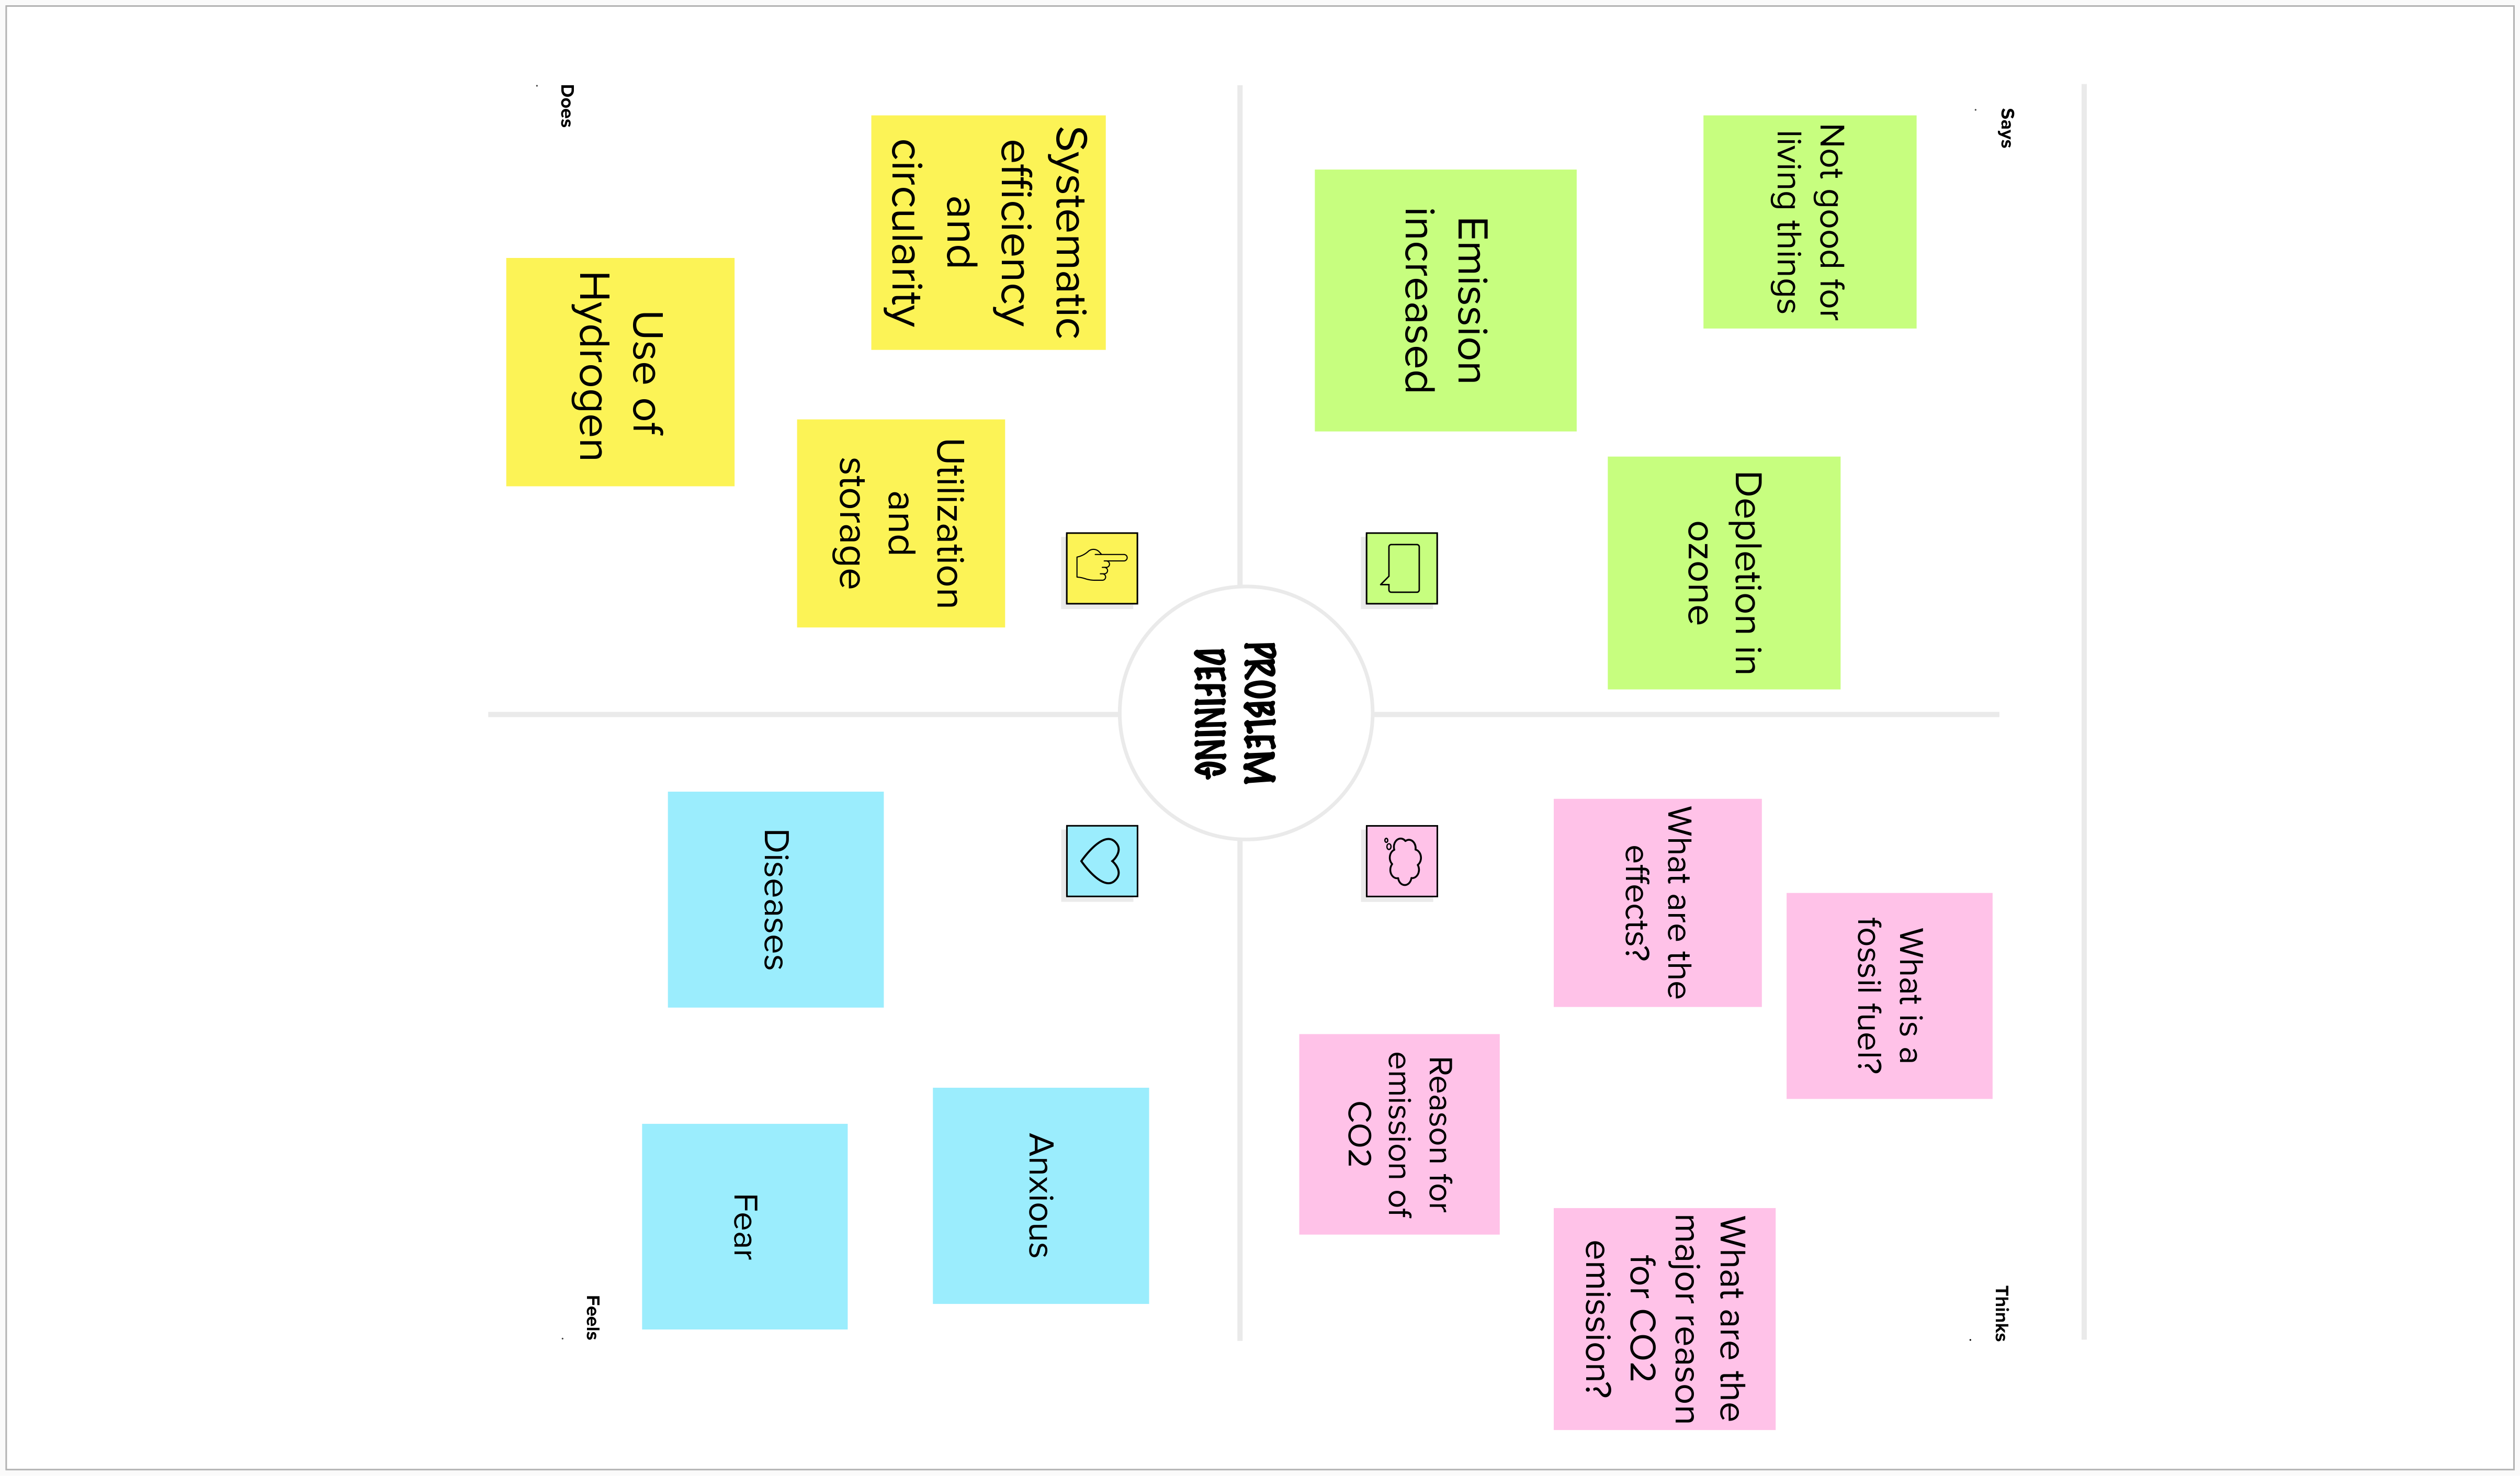 Says
Not good for
living things
Emission
increased
Depletion in
ozone
Thinks
What are the
effects?
What is a
fossil fuel?
Reason for
emission of
CO2
What are the
major reason
for CO2
emission?
PROBLEM
DEFINING
Does
Systematic
efficiency
and
circularity
Use of
Hydrogen
Utilization
and
storage
Feels
Diseases
Anxious
Fear